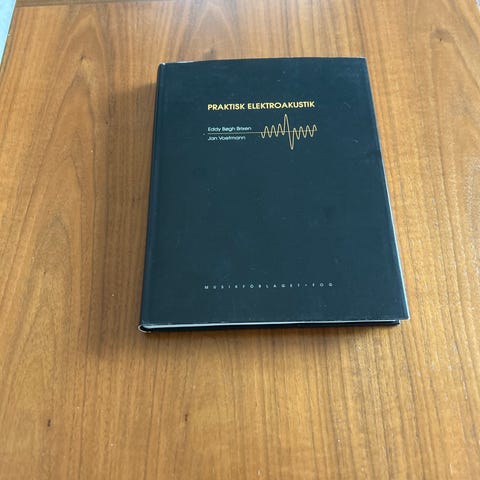 PRAKTISK ELEKTROAKUSTIK
Eddy Bøgh Brixen
Jan Voetmann
MUSIKFORLAGET • FOG